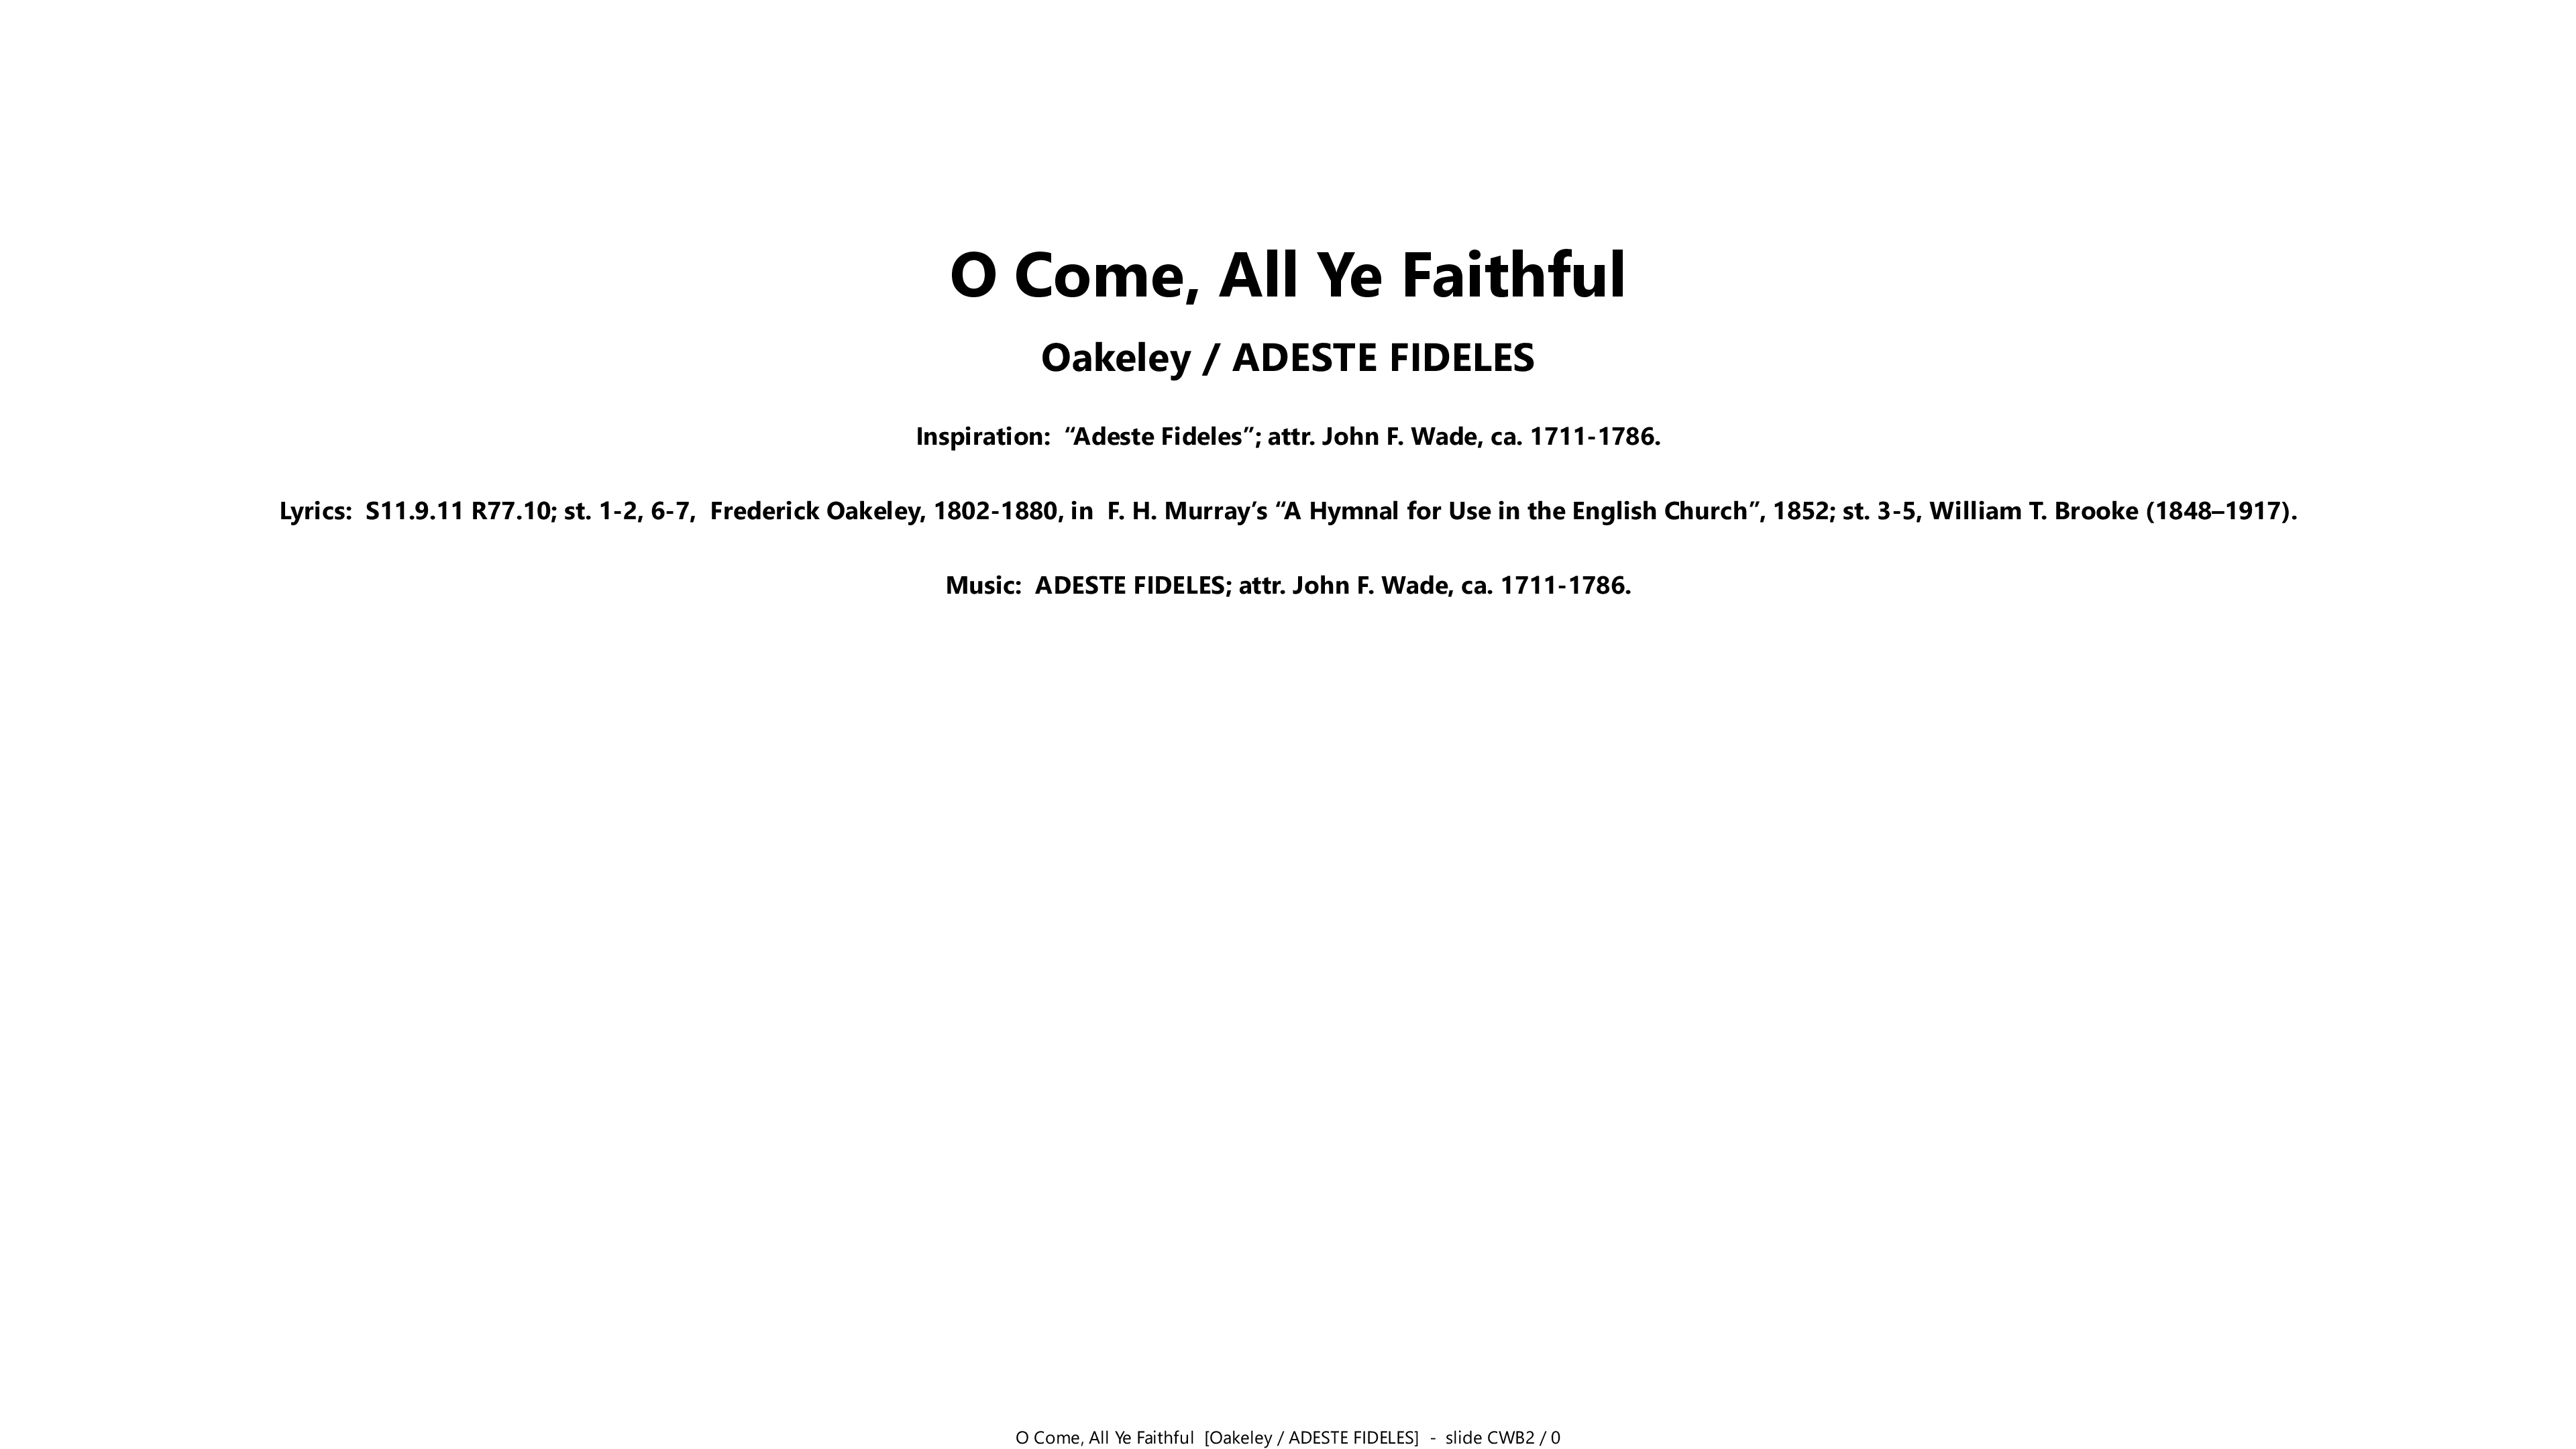 O Come, All Ye Faithful
Oakeley / ADESTE FIDELES
Inspiration:  “Adeste Fideles”; attr. John F. Wade, ca. 1711-1786.
Lyrics:  S11.9.11 R77.10; st. 1-2, 6-7,  Frederick Oakeley, 1802-1880, in  F. H. Murray’s “A Hymnal for Use in the English Church”, 1852; st. 3-5, William T. Brooke (1848–1917).
Music:  ADESTE FIDELES; attr. John F. Wade, ca. 1711-1786.
O Come, All Ye Faithful  [Oakeley / ADESTE FIDELES]  -  slide CWB2 / 0